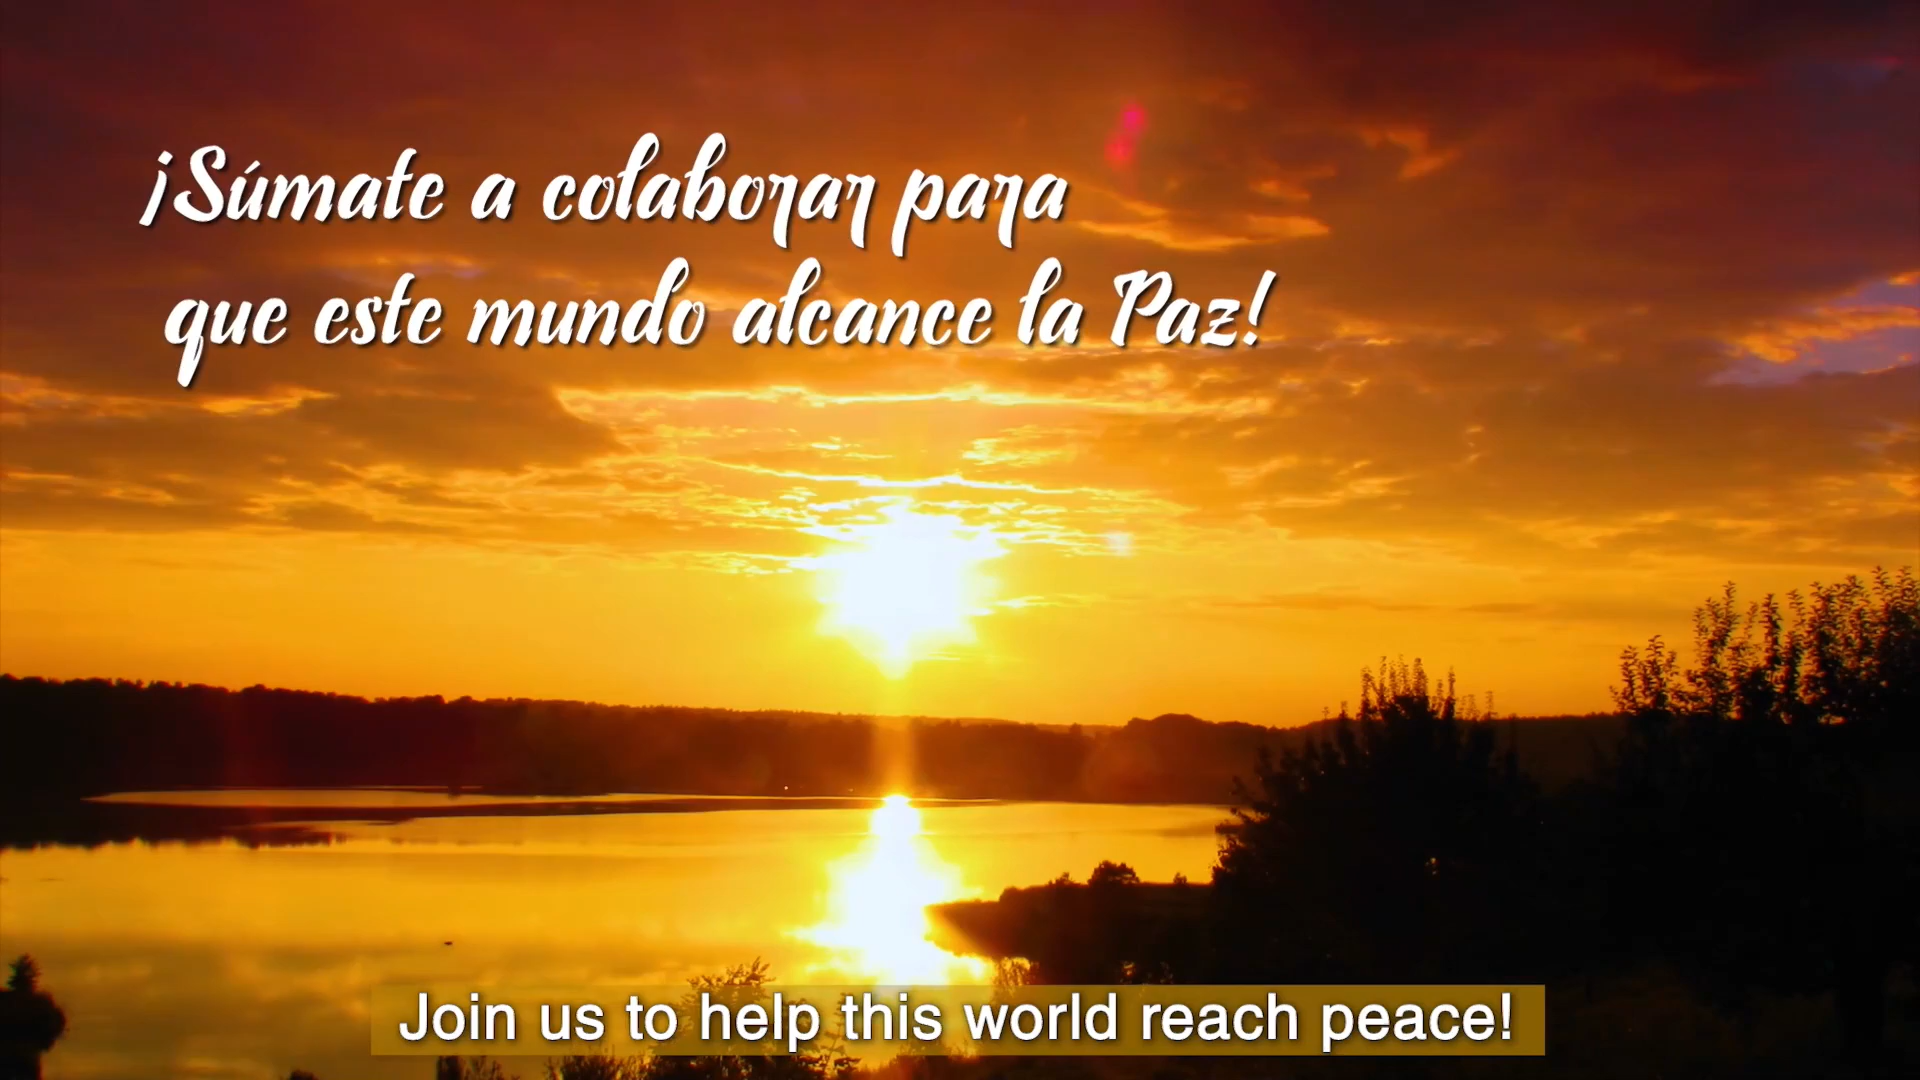 ¡Súmate a colaborar para
que este mundo alcance la Paz!
Join us to help this world reach peace!